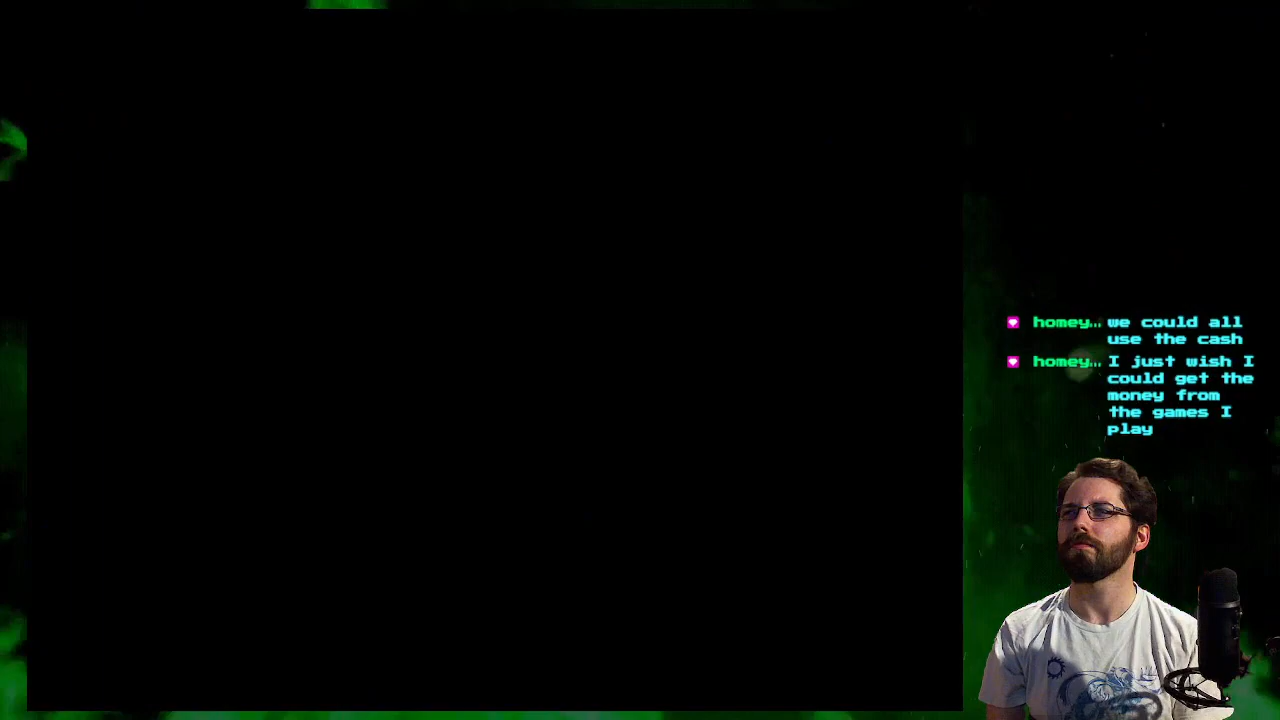 homey... we could all
use the cash
homey... I just wish I
could get the
money from
the games I
play